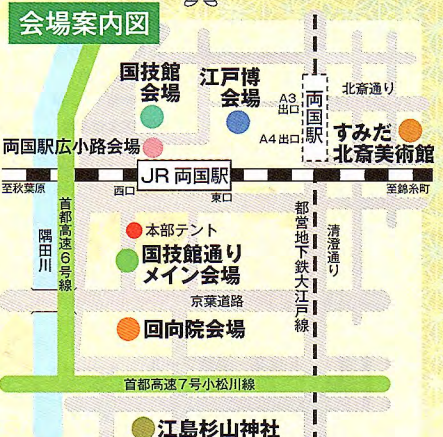 会場案内図
国技館
会場
江戸博
会場
A3
出口
A4出口
両国駅
北斎通り
すみだ
北斎美術館
両国駅広小路会場
JR 両国駅
至秋葉原
西口
東口
至錦糸町
首都高速6号線
隅田川
本部テント
国技館通り
メイン会場
都営地下鉄大江戸線
清澄通り
京葉道路
回向院会場
首都高速7号小松川線
江島杉山神社